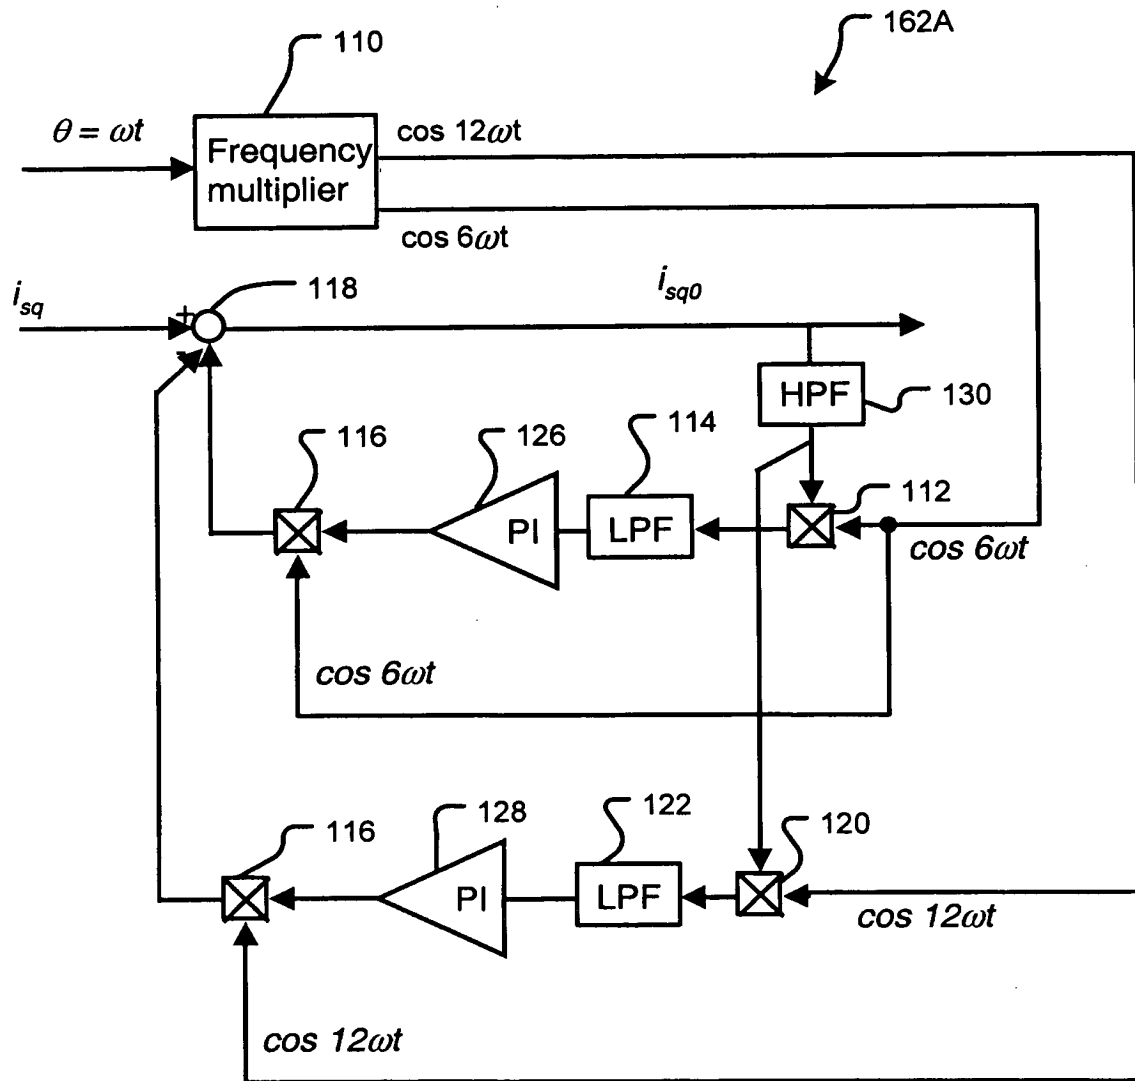 162A
110
θ = ωt
Frequency
multiplier
cos 12ωt
cos 6ωt
i_sq
+
-
118
i_sq0
HPF
130
116
126
114
112
PI
LPF
cos 6ωt
cos 6ωt
116
128
122
120
PI
LPF
cos 12ωt
cos 12ωt